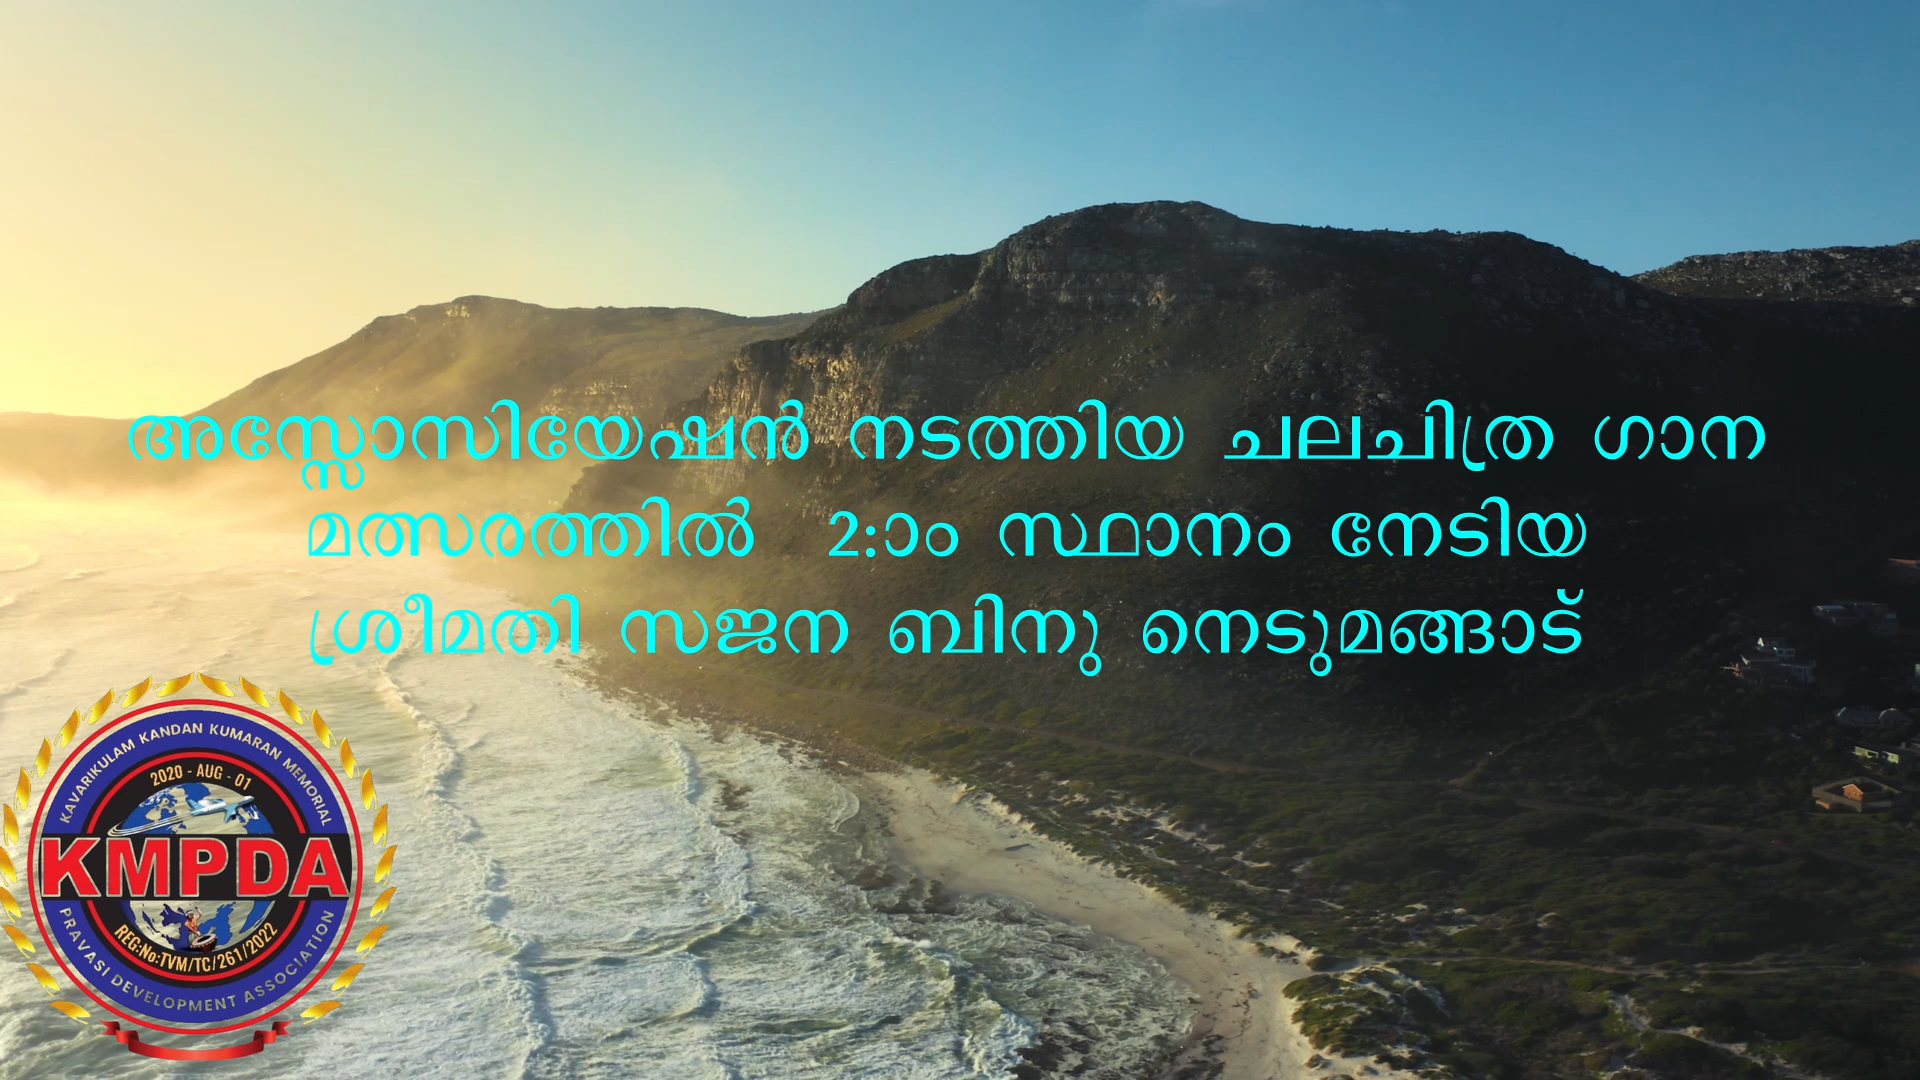 അസ്സോസിയേഷൻ നടത്തിയ ചലചിത്ര ഗാന
മത്സരത്തിൽ 2:ാം സ്ഥാനം നേടിയ
ശ്രീമതി സജന ബിനു നെടുമങ്ങാട്
KAVARIKULAM KANDAN KUMARAN MEMORIAL
2020 - AUG - 01
KMPDA
REG:No:TVM/TC/261/2022
PRAVASI DEVELOPMENT ASSOCIATION